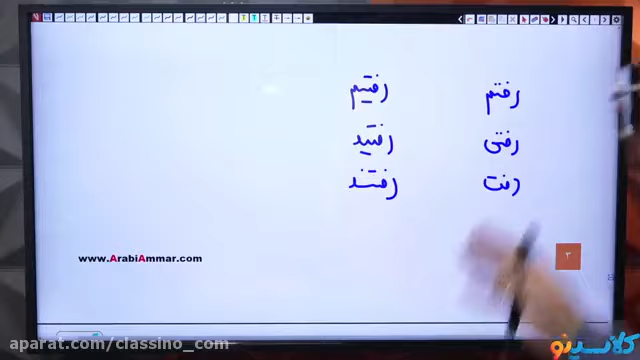 رفتم رفتیم
رفتی رفتید
رفت رفتند
۳
www.ArabiAmmar.com
aparat.com/classino_com
کلاسینو